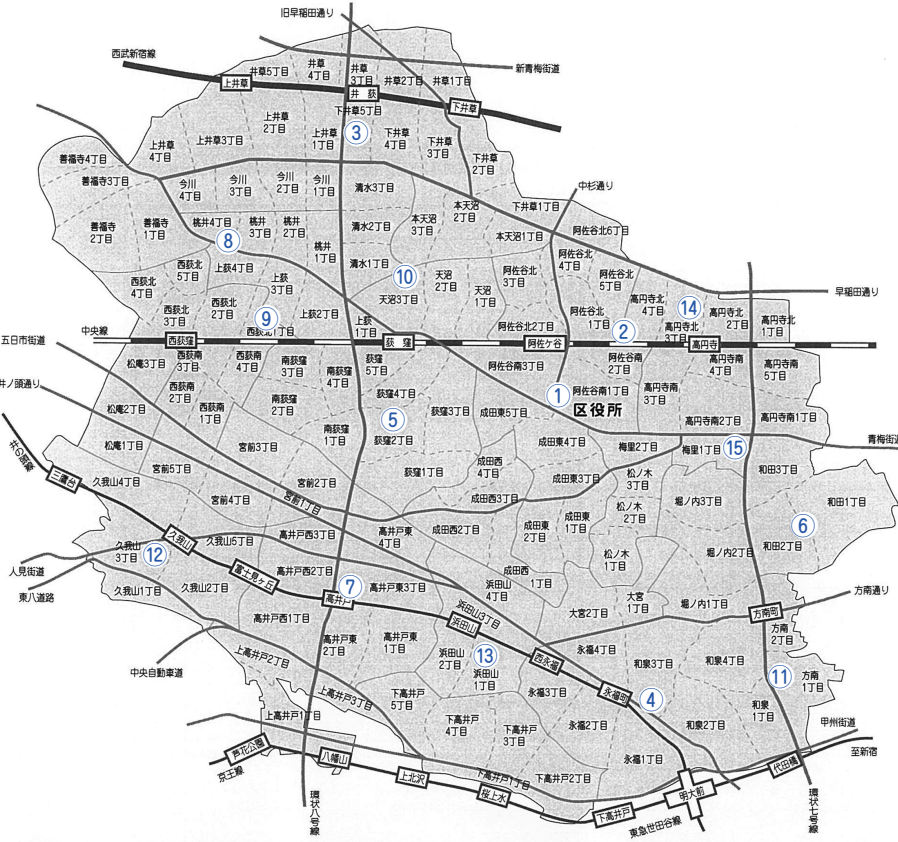 旧早稲田通り
西武新宿線
新青梅街道
上井草
井荻
下井草
井草5丁目
井草
4丁目
井草
3丁目
井草2丁目
井草1丁目
下井草5丁目
上井草
2丁目
上井草3丁目
上井草
4丁目
上井草
1丁目
③
下井草
4丁目
下井草
3丁目
下井草
2丁目
善福寺4丁目
善福寺3丁目
今川
4丁目
今川
3丁目
今川
2丁目
今川
1丁目
清水3丁目
中杉通り
本天沼
2丁目
下井草1丁目
善福寺
2丁目
善福寺
1丁目
桃井4丁目
桃井
3丁目
桃井
2丁目
桃井
1丁目
清水2丁目
本天沼
3丁目
本天沼1丁目
阿佐谷北6丁目
⑧
西荻北
5丁目
上荻4丁目
清水1丁目
⑩
天沼
2丁目
天沼
1丁目
阿佐谷北
3丁目
阿佐谷北
4丁目
阿佐谷北
5丁目
西荻北
4丁目
上荻
3丁目
天沼3丁目
早稲田通り
西荻北
3丁目
西荻北
2丁目
⑨
西荻北1丁目
上荻2丁目
上荻
1丁目
阿佐谷北2丁目
阿佐谷北
1丁目
②
高円寺北
4丁目
⑭
高円寺北
3丁目
高円寺北
2丁目
高円寺北
1丁目
中央線
五日市街道
西荻窪
荻窪
阿佐ケ谷
高円寺
松庵3丁目
西荻南
3丁目
西荻南
4丁目
南荻窪
3丁目
南荻窪
4丁目
荻窪
5丁目
阿佐谷南3丁目
阿佐谷南
2丁目
高円寺南
4丁目
高円寺南
5丁目
井ノ頭通り
西荻南
2丁目
西荻南
1丁目
南荻窪
2丁目
荻窪4丁目
①
阿佐谷南1丁目
区役所
高円寺南
3丁目
松庵2丁目
⑤
荻窪3丁目
成田東5丁目
高円寺南2丁目
高円寺南1丁目
松庵1丁目
宮前3丁目
南荻窪
1丁目
荻窪2丁目
成田東4丁目
梅里2丁目
梅里1丁目
⑮
青梅街道
井の頭線
三鷹台
久我山4丁目
宮前5丁目
宮前2丁目
荻窪1丁目
成田西
4丁目
成田東3丁目
松ノ木
3丁目
和田3丁目
宮前4丁目
宮前1丁目
成田西3丁目
堀ノ内3丁目
和田1丁目
久我山
久我山5丁目
高井戸西3丁目
高井戸東
4丁目
成田西2丁目
成田東
2丁目
成田東
1丁目
松ノ木
2丁目
⑥
和田2丁目
久我山
3丁目
⑫
人見街道
東八道路
富士見ヶ丘
高井戸西2丁目
松ノ木
1丁目
堀ノ内2丁目
久我山1丁目
久我山2丁目
⑦
高井戸
高井戸東3丁目
成田西
1丁目
浜田山
4丁目
方南通り
高井戸西1丁目
浜田山3丁目
浜田山
大宮2丁目
大宮
1丁目
堀ノ内1丁目
方南町
高井戸東
2丁目
高井戸東
1丁目
浜田山
2丁目
⑬
浜田山
1丁目
西永福
永福4丁目
和泉3丁目
和泉4丁目
方南
2丁目
方南
1丁目
⑪
中央自動車道
上高井戸2丁目
上高井戸3丁目
下高井戸
5丁目
永福3丁目
永福町
④
和泉
1丁目
上高井戸1丁目
下高井戸
4丁目
下高井戸
3丁目
永福2丁目
和泉2丁目
甲州街道
至新宿
芦花公園
京王線
八幡山
上北沢
桜上水
下高井戸1丁目
下高井戸2丁目
永福1丁目
代田橋
明大前
下高井戸
東急世田谷線
環状八号線
環状七号線